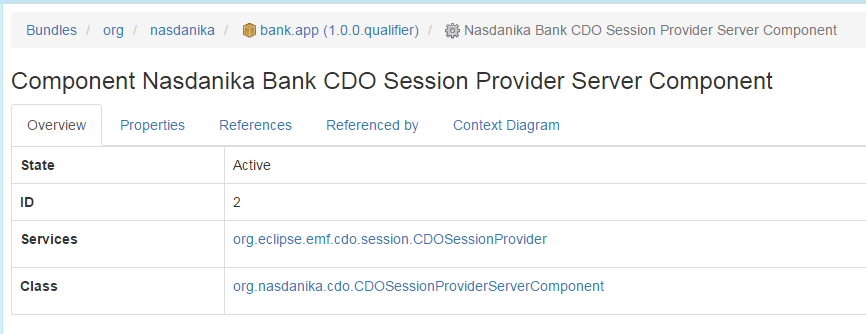 Bundles / org / nasdanika / bank.app (1.0.0.qualifier) / Nasdanika Bank CDO Session Provider Server Component
Component Nasdanika Bank CDO Session Provider Server Component
Overview Properties References Referenced by Context Diagram
State Active
ID 2
Services org.eclipse.emf.cdo.session.CDOSessionProvider
Class org.nasdanika.cdo.CDOSessionProviderServerComponent